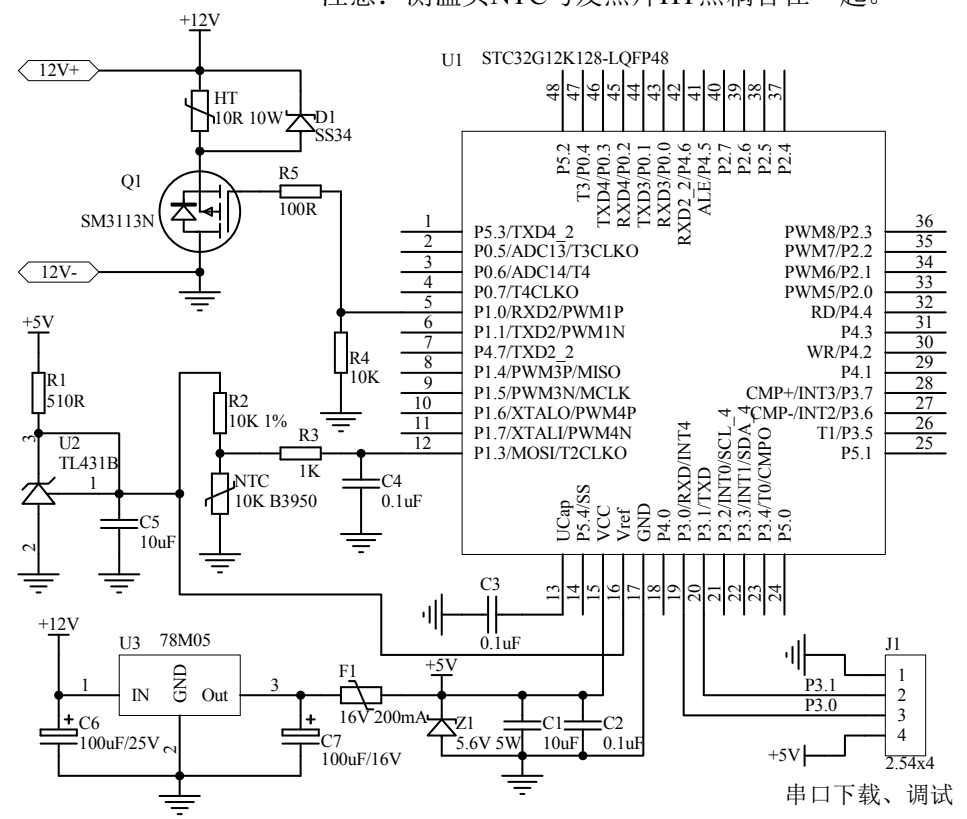 +12V
12V+
HT
10R 10W
D1
SS34
Q1
SM3113N
R5
100R
12V-
R4
10K
+5V
R1
510R
3
U2
TL431B
1
2
C5
10uF
R2
10K 1%
R3
1K
NTC
10K B3950
C4
0.1uF
U1 STC32G12K128-LQFP48
48 47 46 45 44 43 42 41 40 39 38 37
P5.2
T3/P0.4
TXD4/P0.3
RXD4/P0.2
TXD3/P0.1
RXD3/P0.0
RXD2_2/P4.6
ALE/P4.5
P2.7
P2.6
P2.5
P2.4
1 P5.3/TXD4_2
2 P0.5/ADC13/T3CLKO
3 P0.6/ADC14/T4
4 P0.7/T4CLKO
5 P1.0/RXD2/PWM1P
6 P1.1/TXD2/PWM1N
7 P4.7/TXD2_2
8 P1.4/PWM3P/MISO
9 P1.5/PWM3N/MCLK
10 P1.6/XTALO/PWM4P
11 P1.7/XTALI/PWM4N
12 P1.3/MOSI/T2CLKO
PWM8/P2.3 36
PWM7/P2.2 35
PWM6/P2.1 34
PWM5/P2.0 33
RD/P4.4 32
P4.3 31
WR/P4.2 30
P4.1 29
CMP+/INT3/P3.7 28
CMP-/INT2/P3.6 27
T1/P3.5 26
P5.1 25
UCap
P5.4/SS
VCC
Vref
GND
P4.0
P3.0/RXD/INT4
P3.1/TXD
P3.2/INT0/SCL_4
P3.3/INT1/SDA_4
P3.4/T0/CMPO
P5.0
13 14 15 16 17 18 19 20 21 22 23 24
C3
0.1uF
+12V
U3 78M05
1 IN GND Out 3
2
C6
100uF/25V
C7
100uF/16V
F1
16V 200mA
+5V
Z1
5.6V 5W
C1
10uF
C2
0.1uF
J1
1
P3.1 2
P3.0 3
4
+5V
2.54x4
串口下载、调试